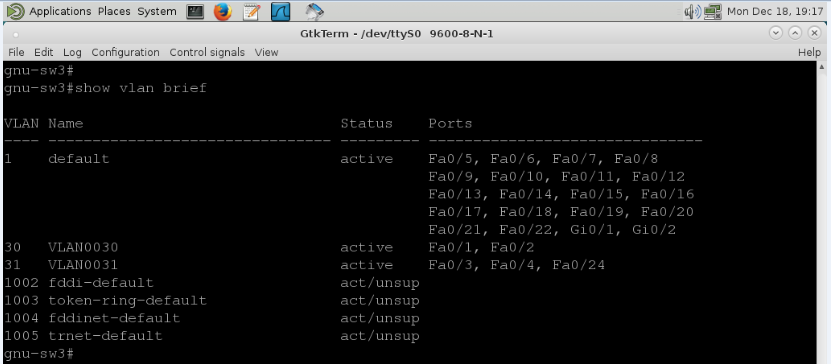 Applications Places System Mon Dec 18, 19:17
GtkTerm - /dev/ttyS0 9600-8-N-1
File Edit Log Configuration Control signals View Help
gnu-sw3#
gnu-sw3#show vlan brief
VLAN Name Status Ports
---- -------------------------------- --------- -------------------------------
1 default active Fa0/5, Fa0/6, Fa0/7, Fa0/8
Fa0/9, Fa0/10, Fa0/11, Fa0/12
Fa0/13, Fa0/14, Fa0/15, Fa0/16
Fa0/17, Fa0/18, Fa0/19, Fa0/20
Fa0/21, Fa0/22, Gi0/1, Gi0/2
30 VLAN0030 active Fa0/1, Fa0/2
31 VLAN0031 active Fa0/3, Fa0/4, Fa0/24
1002 fddi-default act/unsup
1003 token-ring-default act/unsup
1004 fddinet-default act/unsup
1005 trnet-default act/unsup
gnu-sw3#